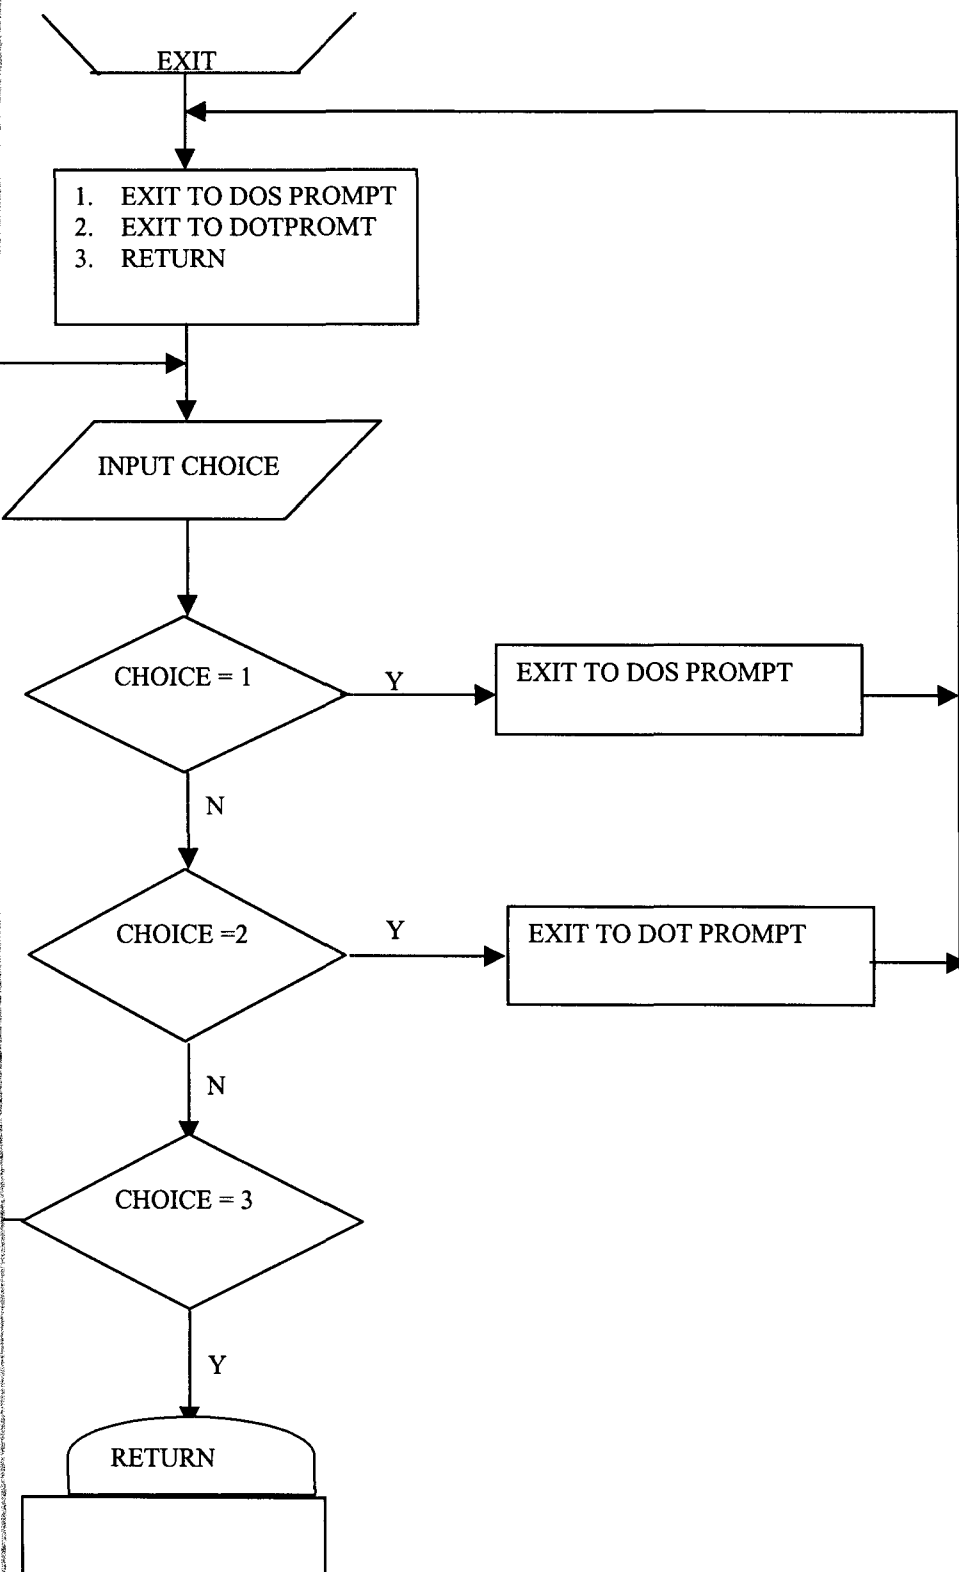 EXIT
1. EXIT TO DOS PROMPT
2. EXIT TO DOTPROMT
3. RETURN
INPUT CHOICE
CHOICE = 1
Y
EXIT TO DOS PROMPT
N
CHOICE =2
Y
EXIT TO DOT PROMPT
N
CHOICE = 3
Y
RETURN